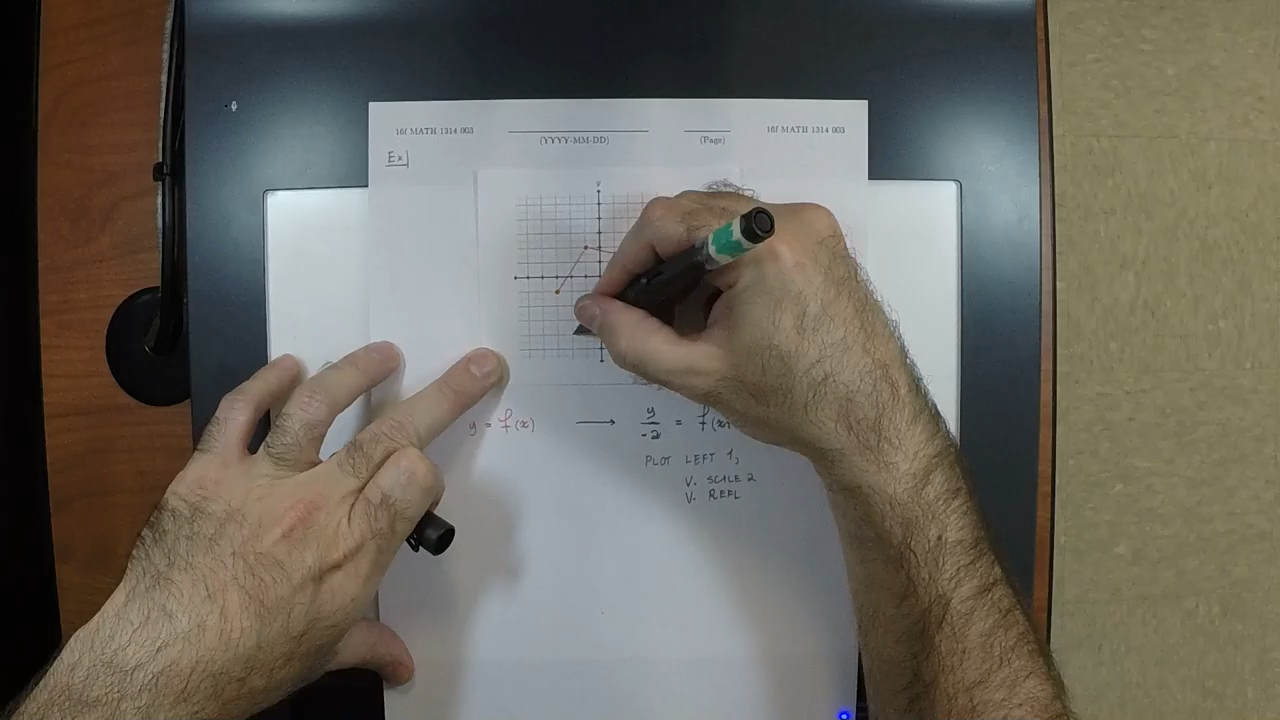 16f MATH 1314 003 (YYYY-MM-DD) (Page) 16f MATH 1314 003
Ex
y
y = f(x) → y/-2 = f(x
PLOT LEFT 1,
V. SCALE 2
V. REFL